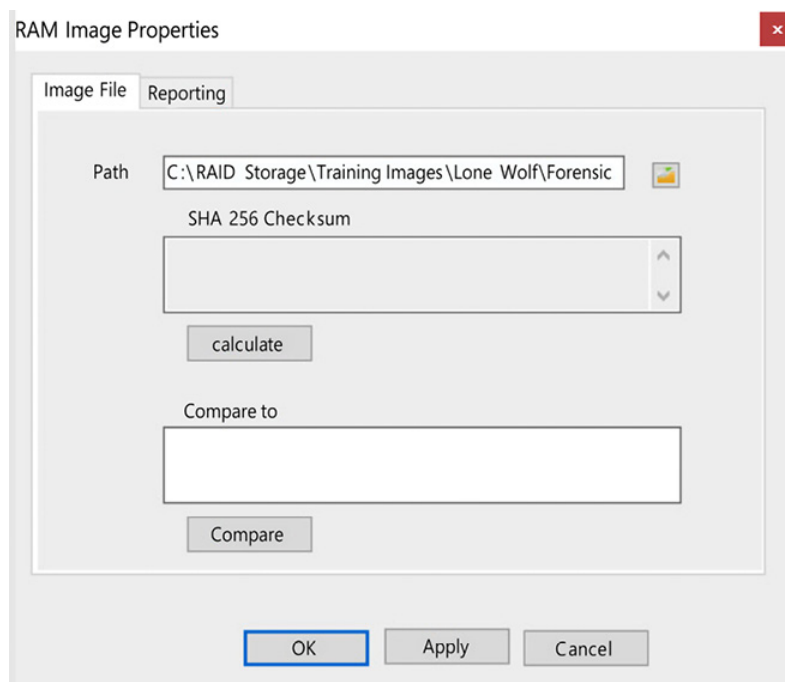 RAM Image Properties
Image File
Reporting
Path
C:\RAID Storage\Training Images\Lone Wolf\Forensic
SHA 256 Checksum
calculate
Compare to
Compare
OK
Apply
Cancel